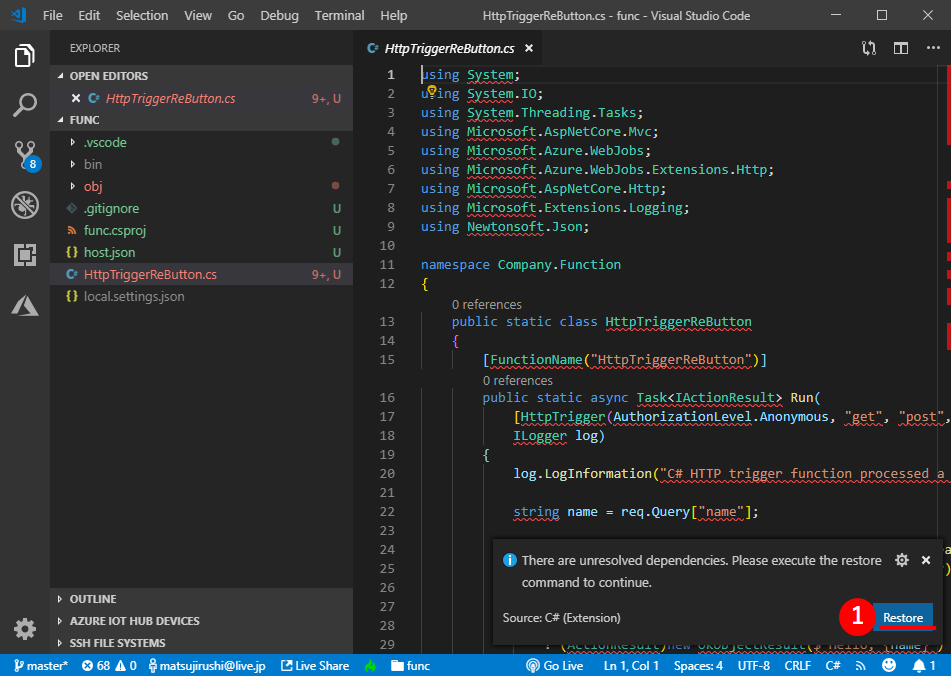 File Edit Selection View Go Debug Terminal Help HttpTriggerReButton.cs - func - Visual Studio Code
EXPLORER
OPEN EDITORS
HttpTriggerReButton.cs 9+, U
FUNC
.vscode
bin
obj
.gitignore U
func.csproj U
host.json U
HttpTriggerReButton.cs 9+, U
local.settings.json
OUTLINE
AZURE IOT HUB DEVICES
SSH FILE SYSTEMS
8
HttpTriggerReButton.cs
1 using System;
2 using System.IO;
3 using System.Threading.Tasks;
4 using Microsoft.AspNetCore.Mvc;
5 using Microsoft.Azure.WebJobs;
6 using Microsoft.Azure.WebJobs.Extensions.Http;
7 using Microsoft.AspNetCore.Http;
8 using Microsoft.Extensions.Logging;
9 using Newtonsoft.Json;
10
11 namespace Company.Function
12 {
0 references
13 public static class HttpTriggerReButton
14 {
15 [FunctionName("HttpTriggerReButton")]
0 references
16 public static async Task<IActionResult> Run(
17 [HttpTrigger(AuthorizationLevel.Anonymous, "get", "post",
18 ILogger log)
19 {
20 log.LogInformation("C# HTTP trigger function processed a
21
22 string name = req.Query["name"];
23
24
25
26
27
28
29 : (ActionResult)new OkObjectResult($"Hello, {name}")
There are unresolved dependencies. Please execute the restore
command to continue.
Source: C# (Extension)
1 Restore
master* 68 0 matsujirushi@live.jp Live Share func Go Live Ln 1, Col 1 Spaces: 4 UTF-8 CRLF C# 1